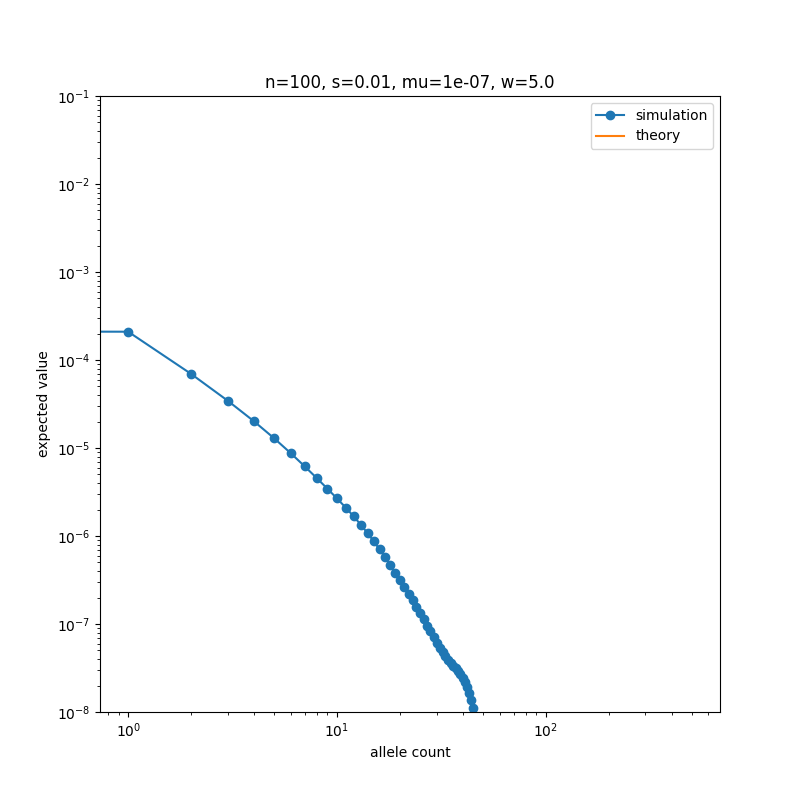 n=100, s=0.01, mu=1e-07, w=5.0
simulation
theory
10⁻¹
10⁻²
10⁻³
10⁻⁴
10⁻⁵
10⁻⁶
10⁻⁷
10⁻⁸
expected value
10⁰ 10¹ 10²
allele count